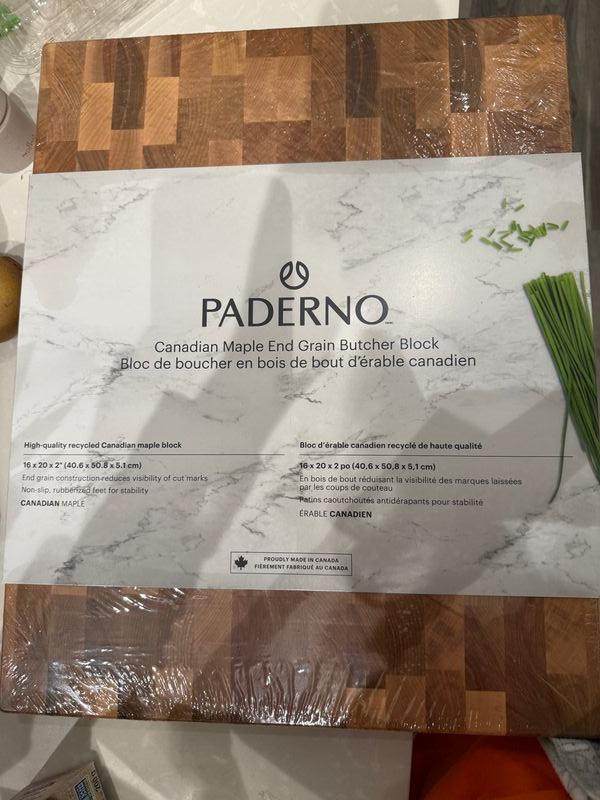 PADERNO
Canadian Maple End Grain Butcher Block
Bloc de boucher en bois de bout d'érable canadien
High-quality recycled Canadian maple block
16 x 20 x 2" (40.6 x 50.8 x 5.1 cm)
End grain construction reduces visibility of cut marks
Non-slip, rubberized feet for stability
CANADIAN MAPLE
Bloc d'érable canadien recyclé de haute qualité
16 x 20 x 2 po (40,6 x 50,8 x 5,1 cm)
En bois de bout réduisant la visibilité des marques laissées
par les coups de couteau
Patins caoutchoutés antidérapants pour stabilité
ÉRABLE CANADIEN
PROUDLY MADE IN CANADA
FIÈREMENT FABRIQUÉ AU CANADA